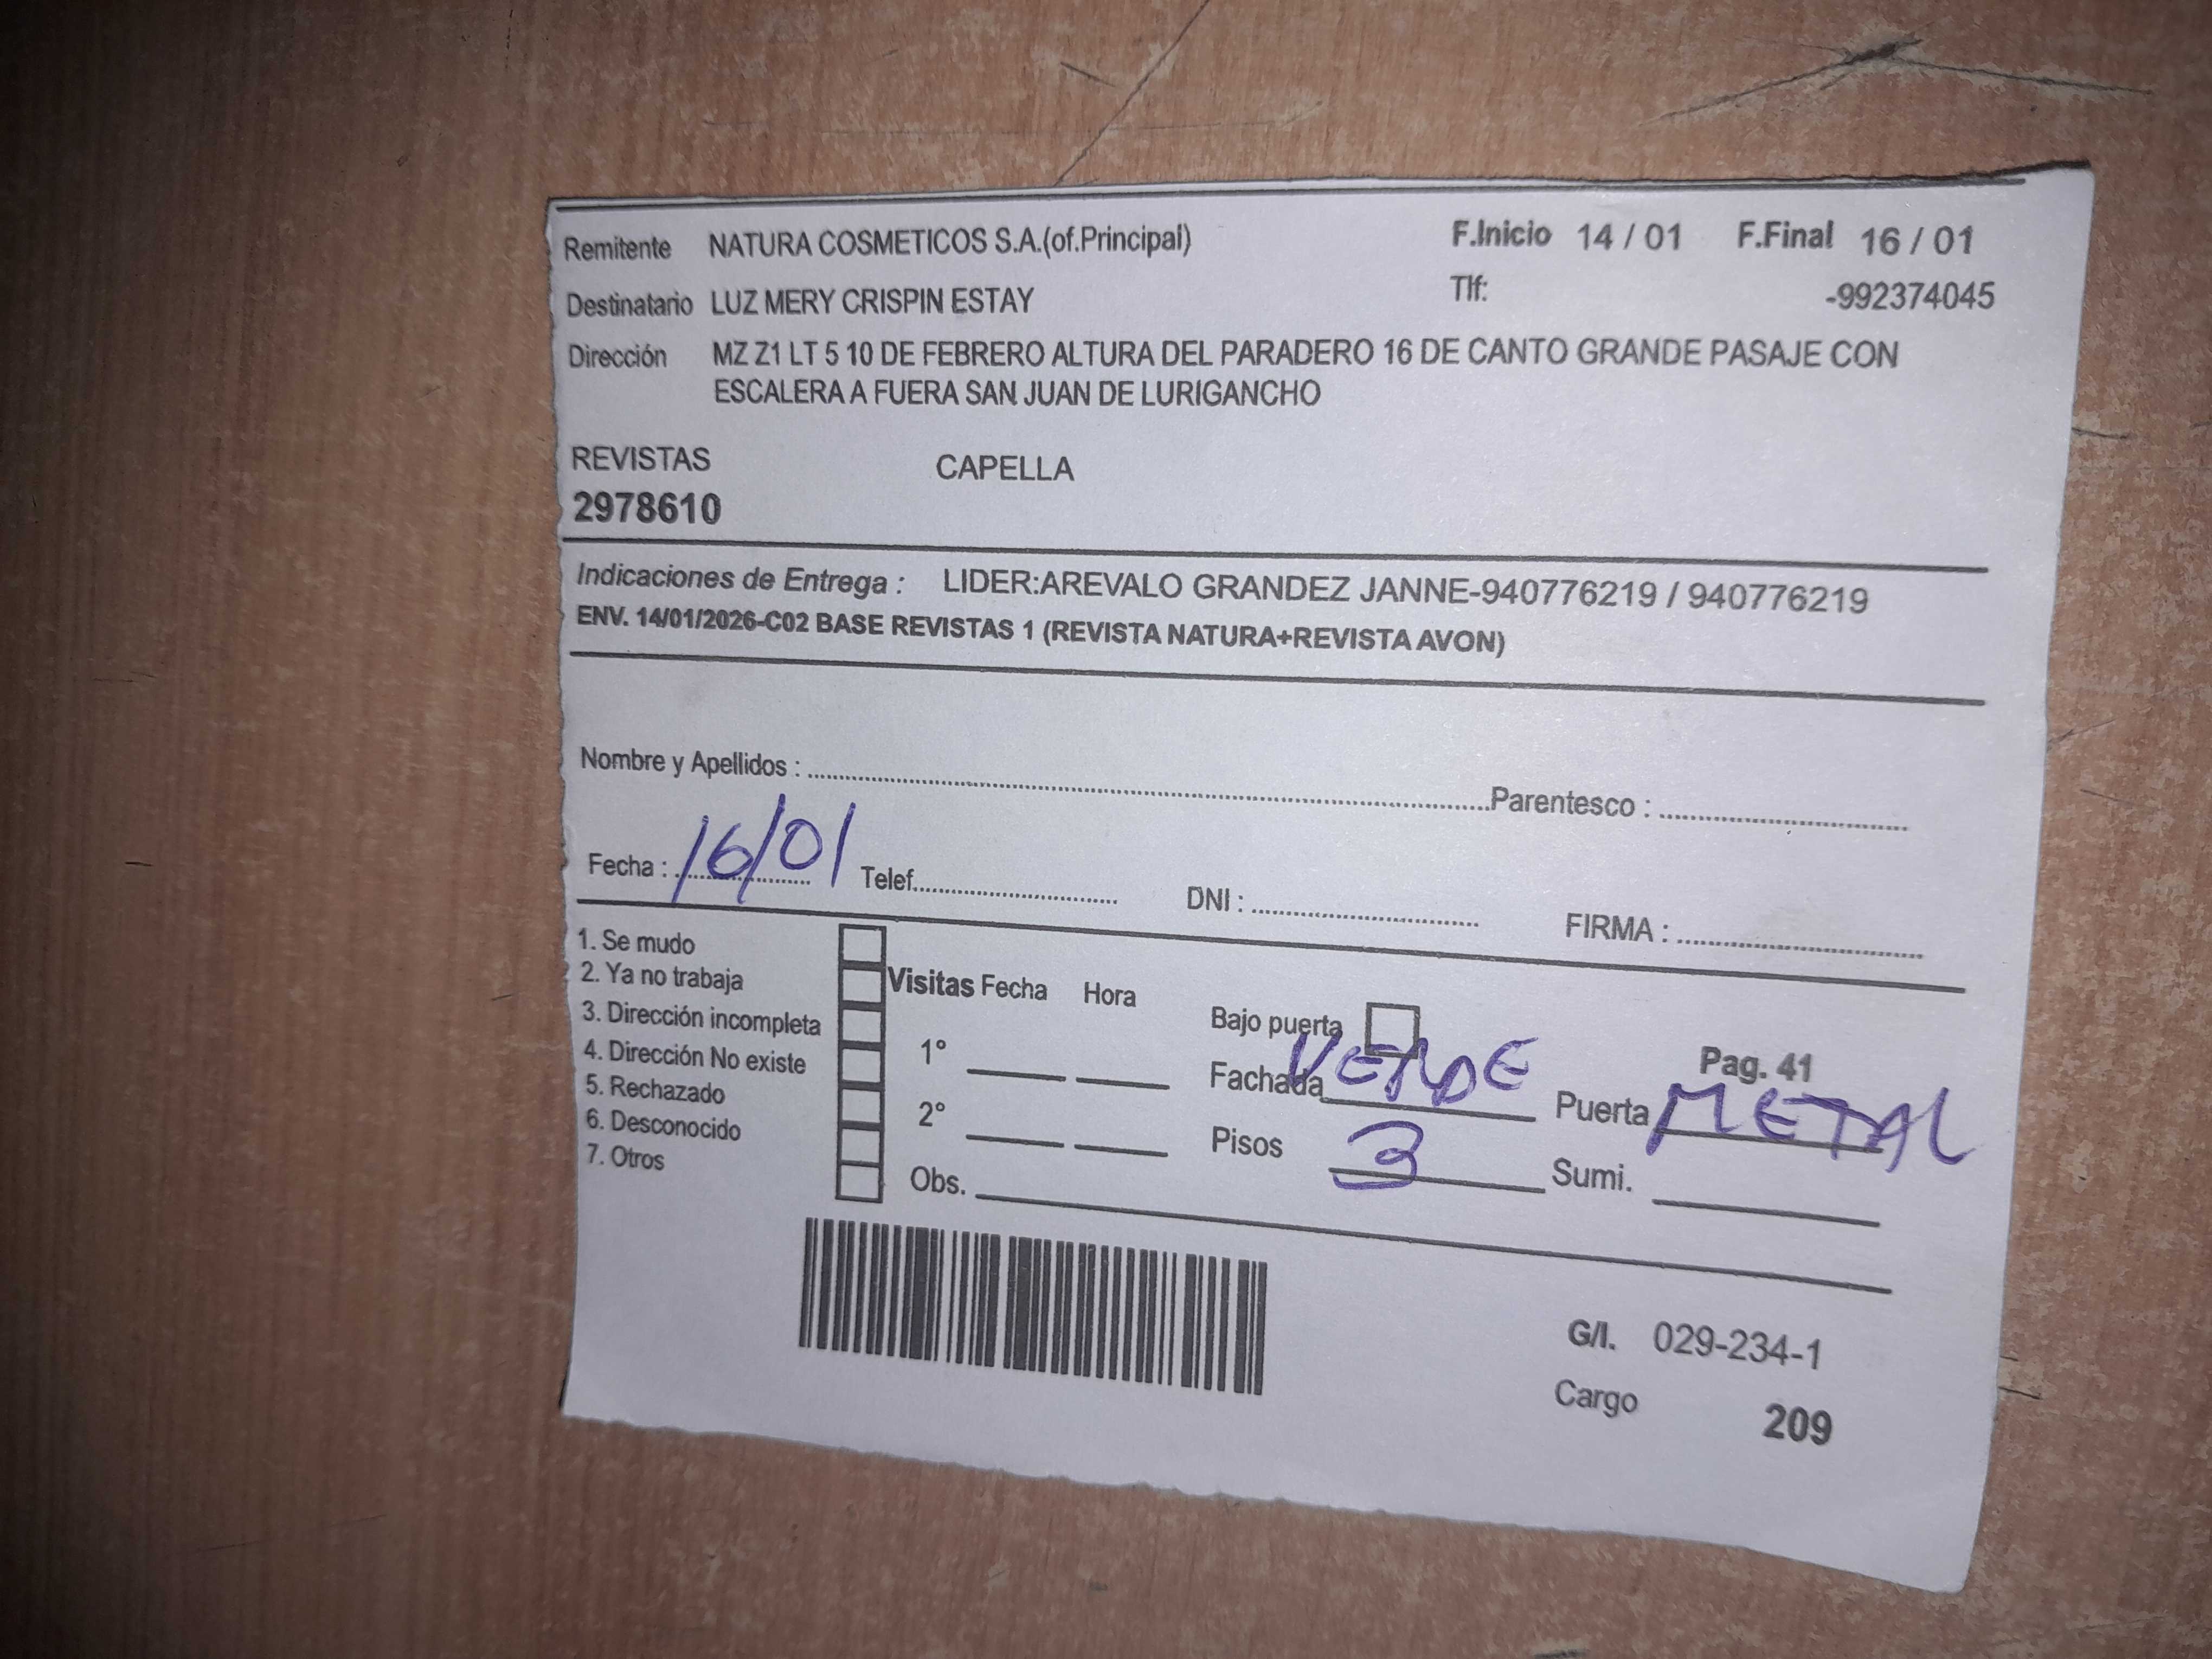 Remitente NATURA COSMETICOS S.A.(of.Principal) F.Inicio 14 / 01 F.Final 16 / 01
Destinatario LUZ MERY CRISPIN ESTAY Tlf: -992374045
Dirección MZ Z1 LT 5 10 DE FEBRERO ALTURA DEL PARADERO 16 DE CANTO GRANDE PASAJE CON
ESCALERA A FUERA SAN JUAN DE LURIGANCHO
REVISTAS CAPELLA
2978610
Indicaciones de Entrega : LIDER:AREVALO GRANDEZ JANNE-940776219 / 940776219
ENV. 14/01/2026-C02 BASE REVISTAS 1 (REVISTA NATURA+REVISTA AVON)
Nombre y Apellidos : Parentesco :
Fecha : 16/01 Telef. DNI : FIRMA :
1. Se mudo
2. Ya no trabaja Visitas Fecha Hora
3. Dirección incompleta Bajo puerta
4. Dirección No existe 1° Fachada VERDE Pag. 41
5. Rechazado Puerta METAL
6. Desconocido 2° Pisos 3 Sumi.
7. Otros Obs.
G/I. 029-234-1
Cargo 209